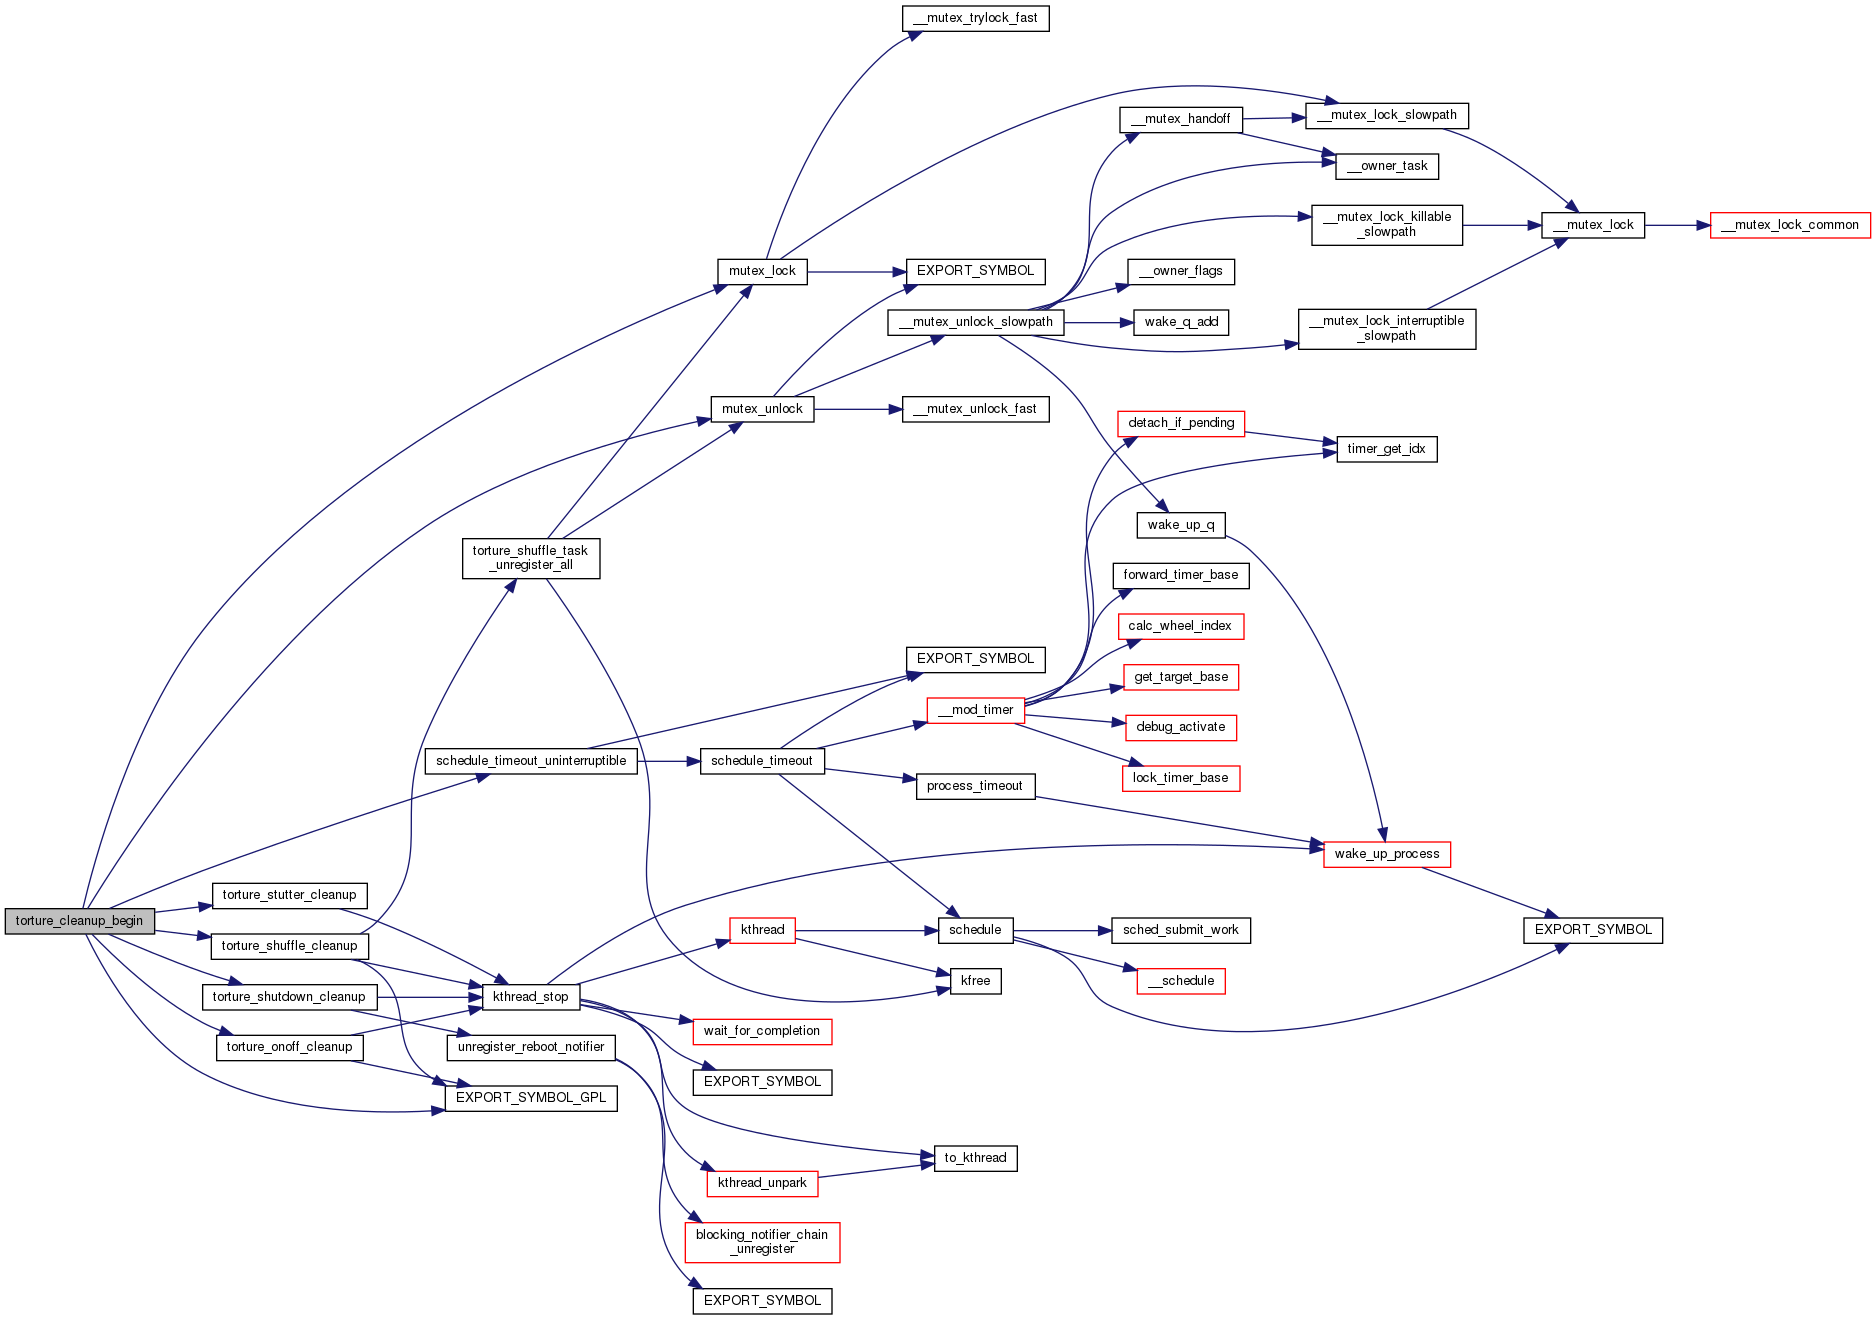 __mutex_trylock_fast
__mutex_handoff
__mutex_lock_slowpath
__owner_task
__mutex_lock_killable
_slowpath
__mutex_lock
__mutex_lock_common
mutex_lock
EXPORT_SYMBOL
__owner_flags
__mutex_unlock_slowpath
wake_q_add
__mutex_lock_interruptible
_slowpath
mutex_unlock
__mutex_unlock_fast
detach_if_pending
timer_get_idx
wake_up_q
torture_shuffle_task
_unregister_all
forward_timer_base
calc_wheel_index
EXPORT_SYMBOL
get_target_base
__mod_timer
debug_activate
schedule_timeout_uninterruptible
schedule_timeout
lock_timer_base
process_timeout
wake_up_process
torture_stutter_cleanup
torture_cleanup_begin
kthread
schedule
sched_submit_work
EXPORT_SYMBOL
torture_shuffle_cleanup
kfree
__schedule
torture_shutdown_cleanup
kthread_stop
wait_for_completion
torture_onoff_cleanup
unregister_reboot_notifier
EXPORT_SYMBOL
EXPORT_SYMBOL_GPL
to_kthread
kthread_unpark
blocking_notifier_chain
_unregister
EXPORT_SYMBOL